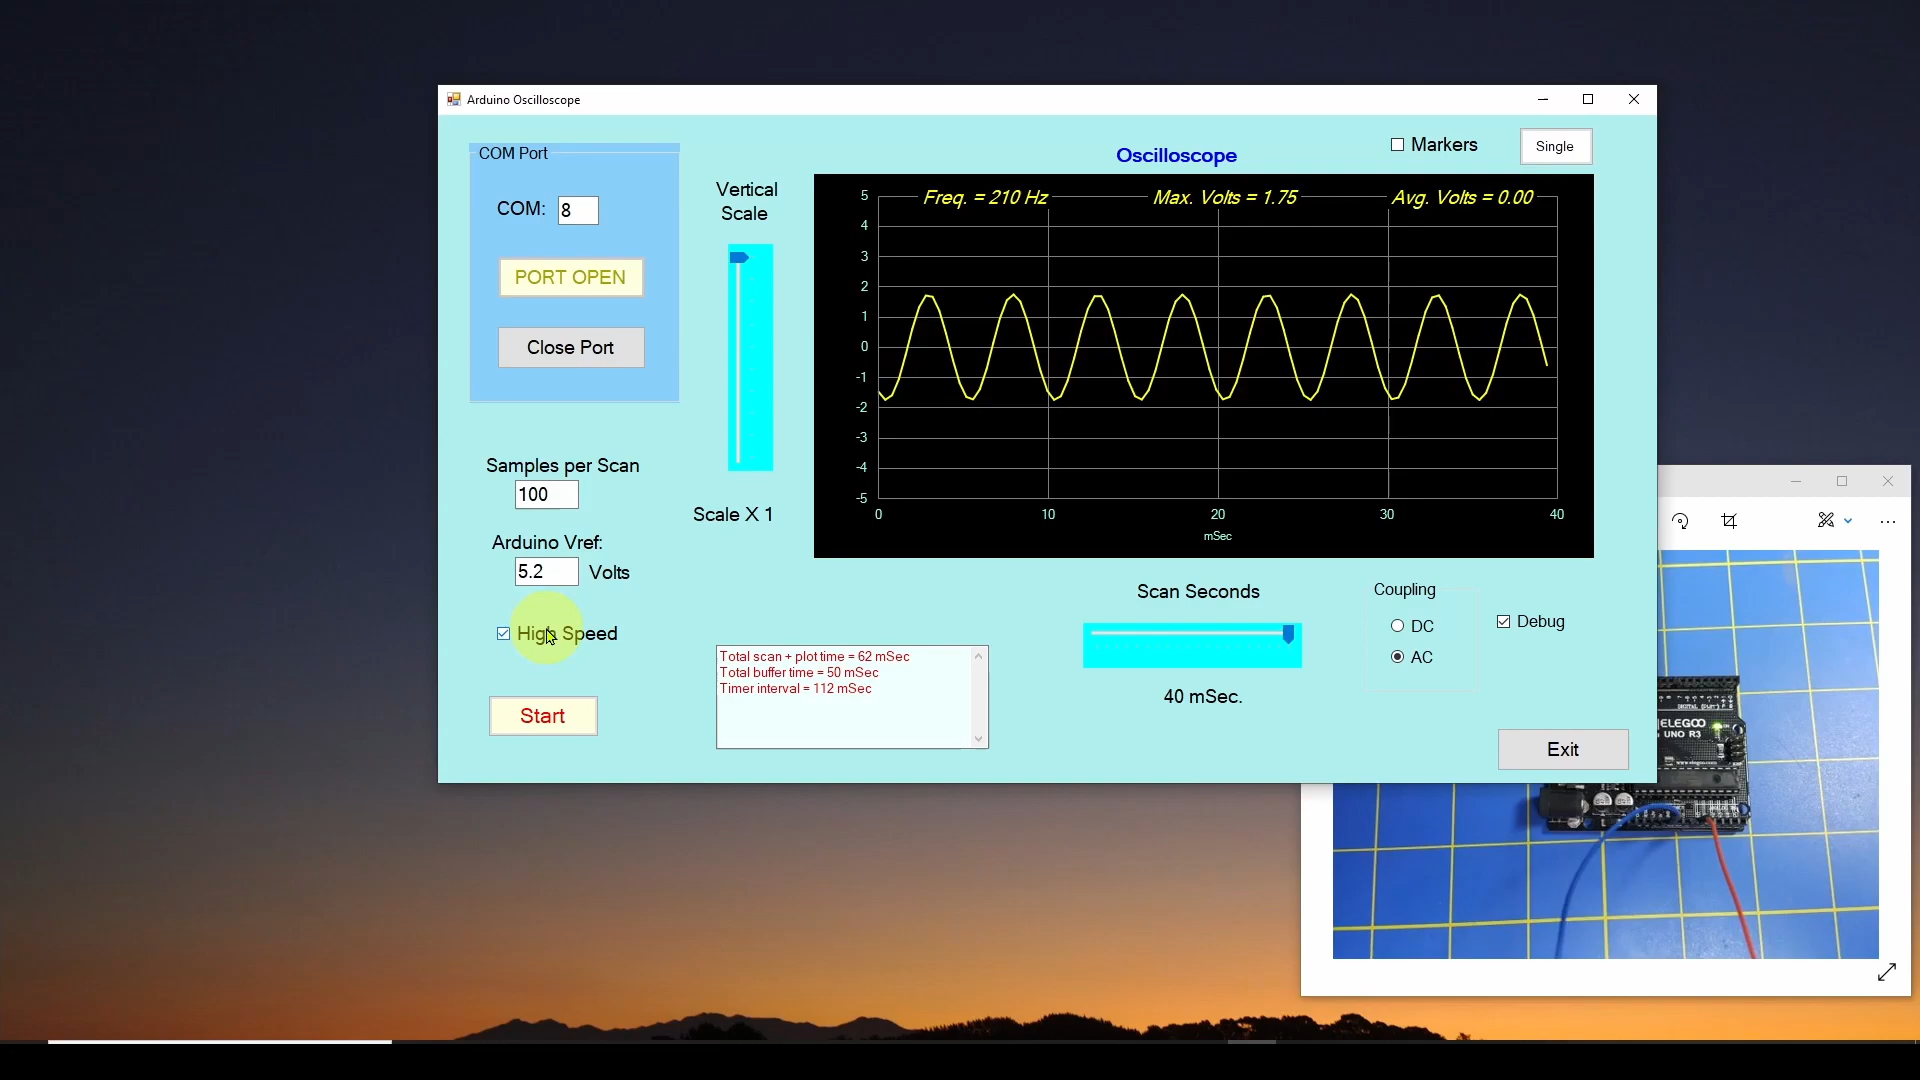 Arduino Oscilloscope
COM Port
COM: 8
PORT OPEN
Close Port
Samples per Scan
100
Arduino Vref:
5.2 Volts
High Speed
Start
Vertical
Scale
Scale X 1
Total scan + plot time = 62 mSec
Total buffer time = 50 mSec
Timer interval = 112 mSec
Oscilloscope
Markers
Single
Freq. = 210 Hz Max. Volts = 1.75 Avg. Volts = 0.00
5
4
3
2
1
0
-1
-2
-3
-4
-5
0 10 20 30 40
mSec
Scan Seconds
40 mSec.
Coupling
DC
AC
Debug
Exit
ELEGOO
UNO R3